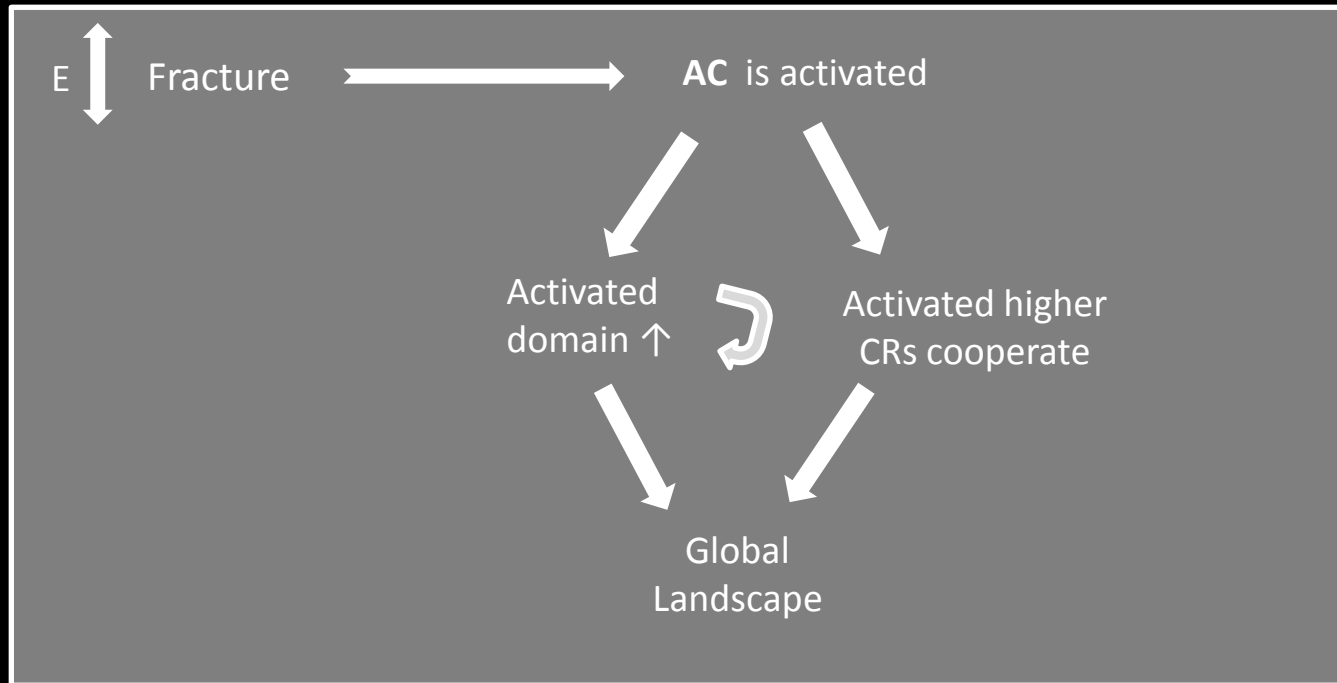 E Fracture AC is activated
Activated
domain ↑
Activated higher
CRs cooperate
Global
Landscape